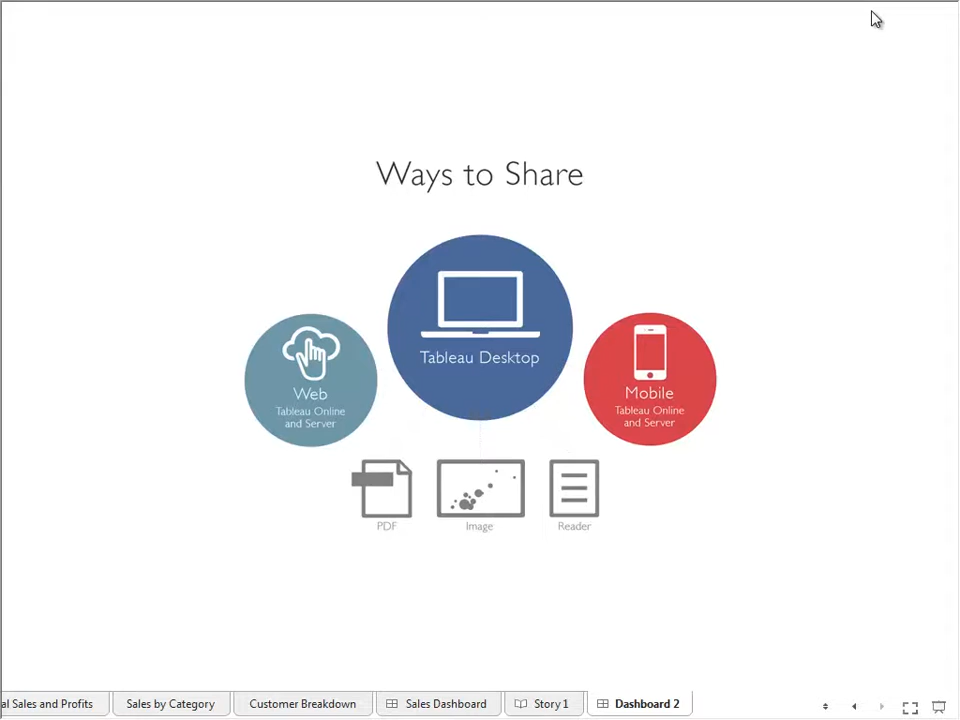 Ways to Share
Tableau Desktop
Web
Tableau Online
and Server
Mobile
Tableau Online
and Server
PDF
Image
Reader
al Sales and Profits
Sales by Category
Customer Breakdown
Sales Dashboard
Story 1
Dashboard 2